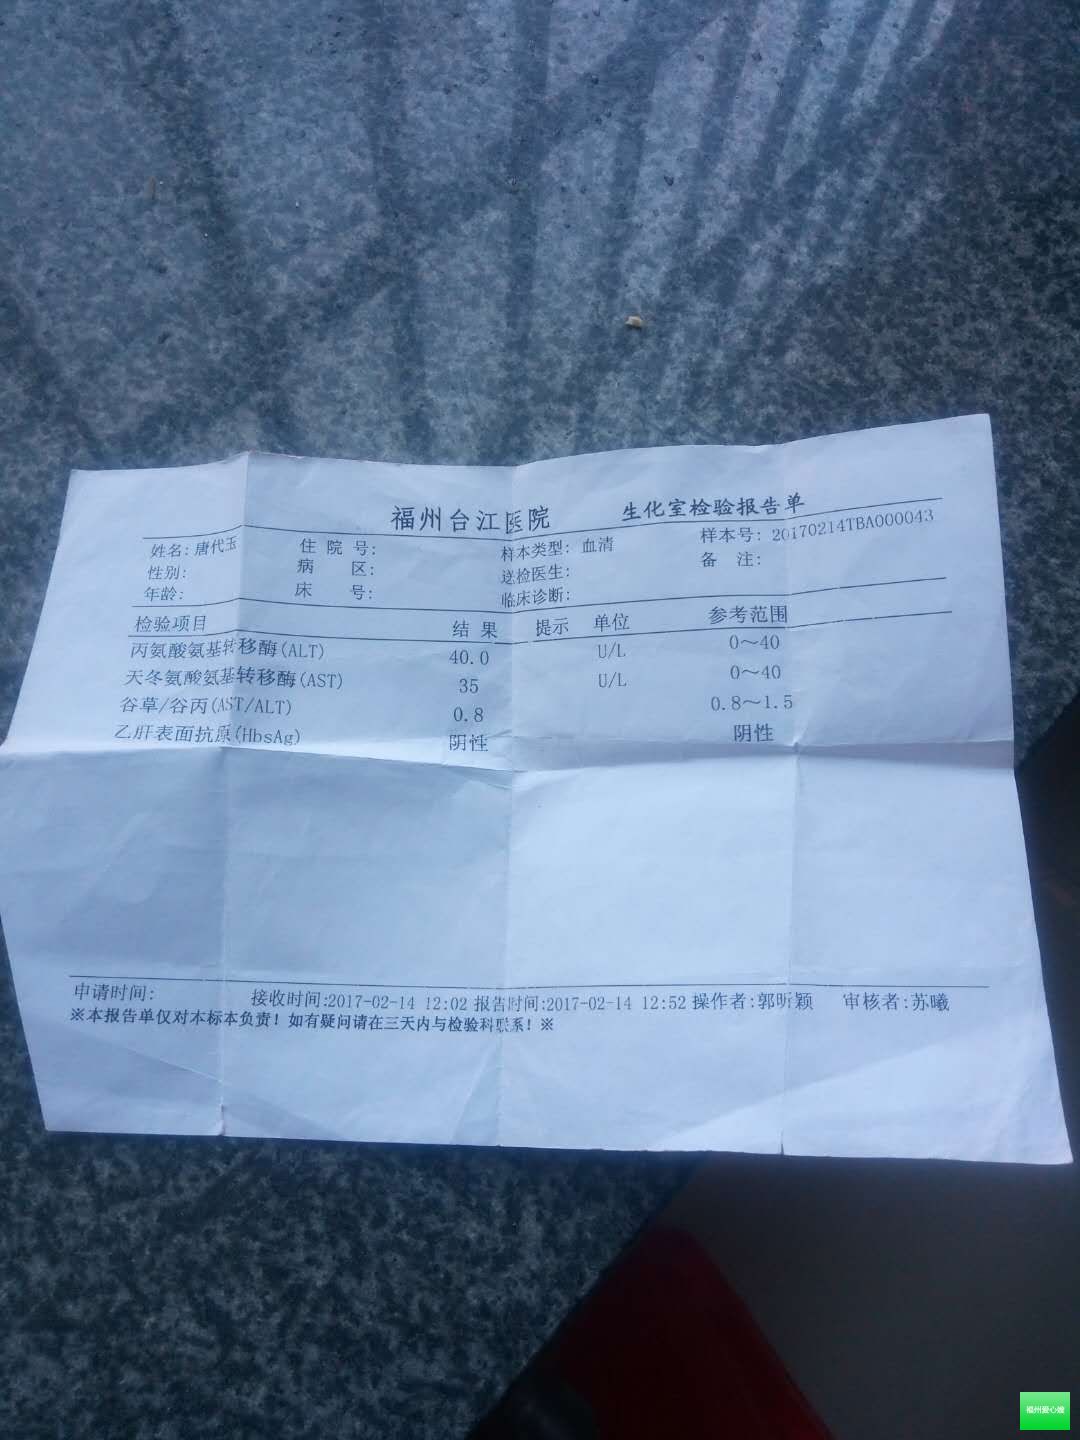 福州台江医院 生化室检验报告单
姓名:唐代玉 住 院 号: 样本类型: 血清 样本号: 20170214TBA000043
性别: 病 区: 送检医生: 备 注:
年龄: 床 号: 临床诊断:
检验项目 结 果 提示 单位 参考范围
丙氨酸氨基转移酶(ALT) 40.0 U/L 0～40
天冬氨酸氨基转移酶(AST) 35 U/L 0～40
谷草/谷丙(AST/ALT) 0.8 0.8～1.5
乙肝表面抗原(HbsAg) 阴性 阴性
申请时间: 接收时间:2017-02-14 12:02 报告时间:2017-02-14 12:52 操作者:郭昕颖 审核者:苏曦
※本报告单仅对本标本负责! 如有疑问请在三天内与检验科联系! ※
福州爱心嫂